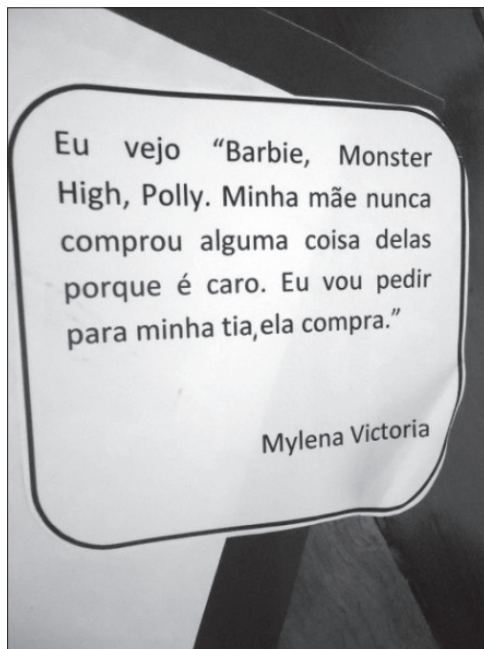 Eu vejo “Barbie, Monster
High, Polly. Minha mãe nunca
comprou alguma coisa delas
porque é caro. Eu vou pedir
para minha tia,ela compra.”
Mylena Victoria